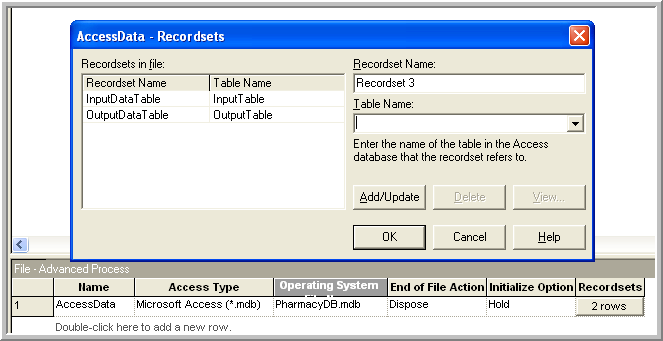 AccessData - Recordsets
Recordsets in file:
Recordset Name Table Name
InputDataTable InputTable
OutputDataTable OutputTable
Recordset Name:
Recordset 3
Table Name:
Enter the name of the table in the Access
database that the recordset refers to.
Add/Update Delete View...
OK Cancel Help
File - Advanced Process
Name Access Type Operating System End of File Action Initialize Option Recordsets
1 AccessData Microsoft Access (*.mdb) PharmacyDB.mdb Dispose Hold 2 rows
Double-click here to add a new row.